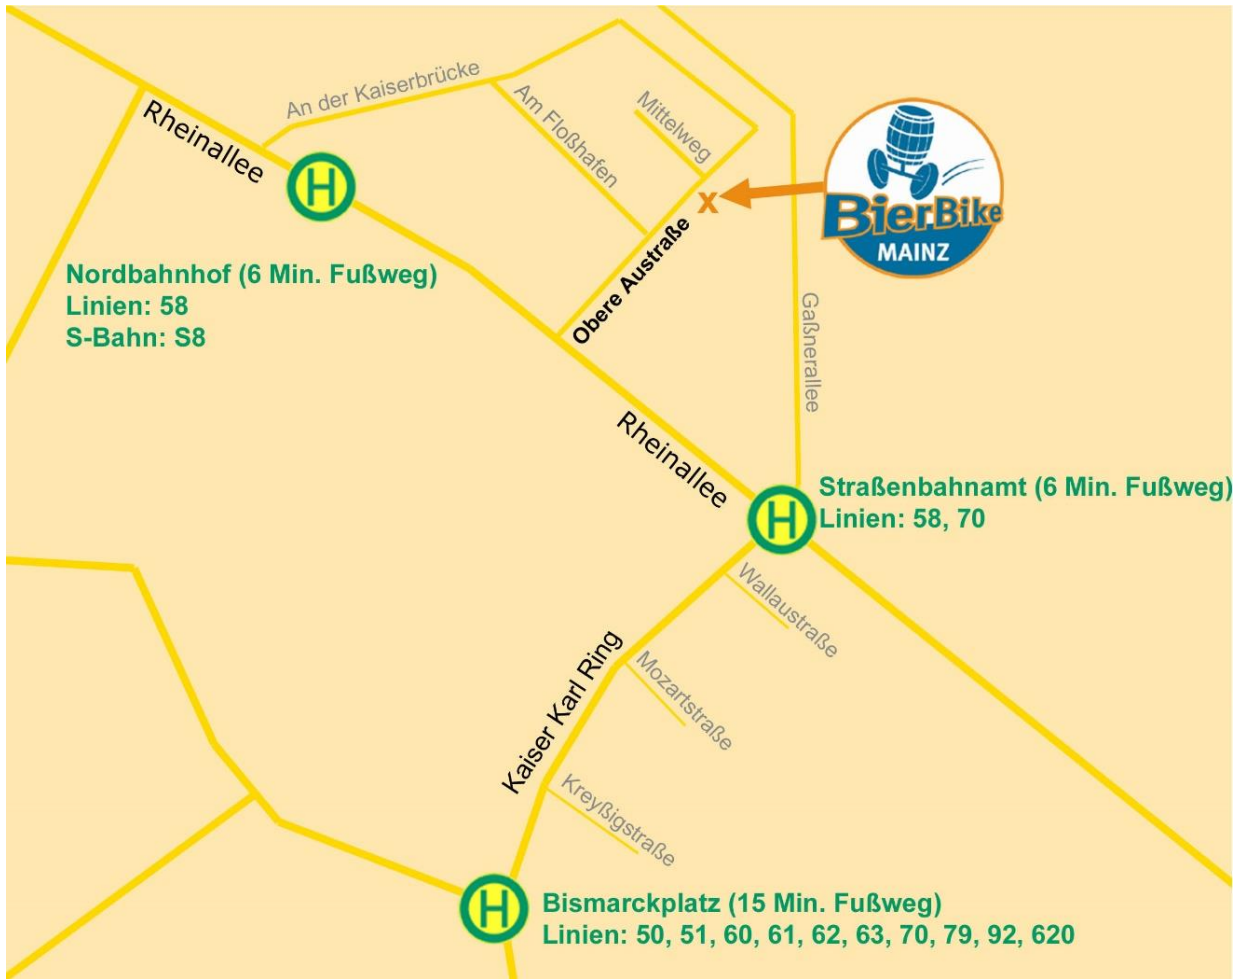 An der Kaiserbrücke
Am Floßhafen
Mittelweg
Rheinallee
H
x
BierBike
MAINZ
Nordbahnhof (6 Min. Fußweg)
Linien: 58
S-Bahn: S8
Obere Austraße
Gaßnerallee
Rheinallee
H
Straßenbahnamt (6 Min. Fußweg)
Linien: 58, 70
Wallaustraße
Kaiser Karl Ring
Mozartstraße
Kreyßigstraße
H
Bismarckplatz (15 Min. Fußweg)
Linien: 50, 51, 60, 61, 62, 63, 70, 79, 92, 620